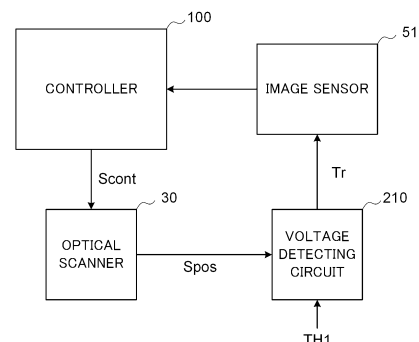 100
51
CONTROLLER
IMAGE SENSOR
Scont
Tr
30
210
OPTICAL
SCANNER
Spos
VOLTAGE
DETECTING
CIRCUIT
TH1